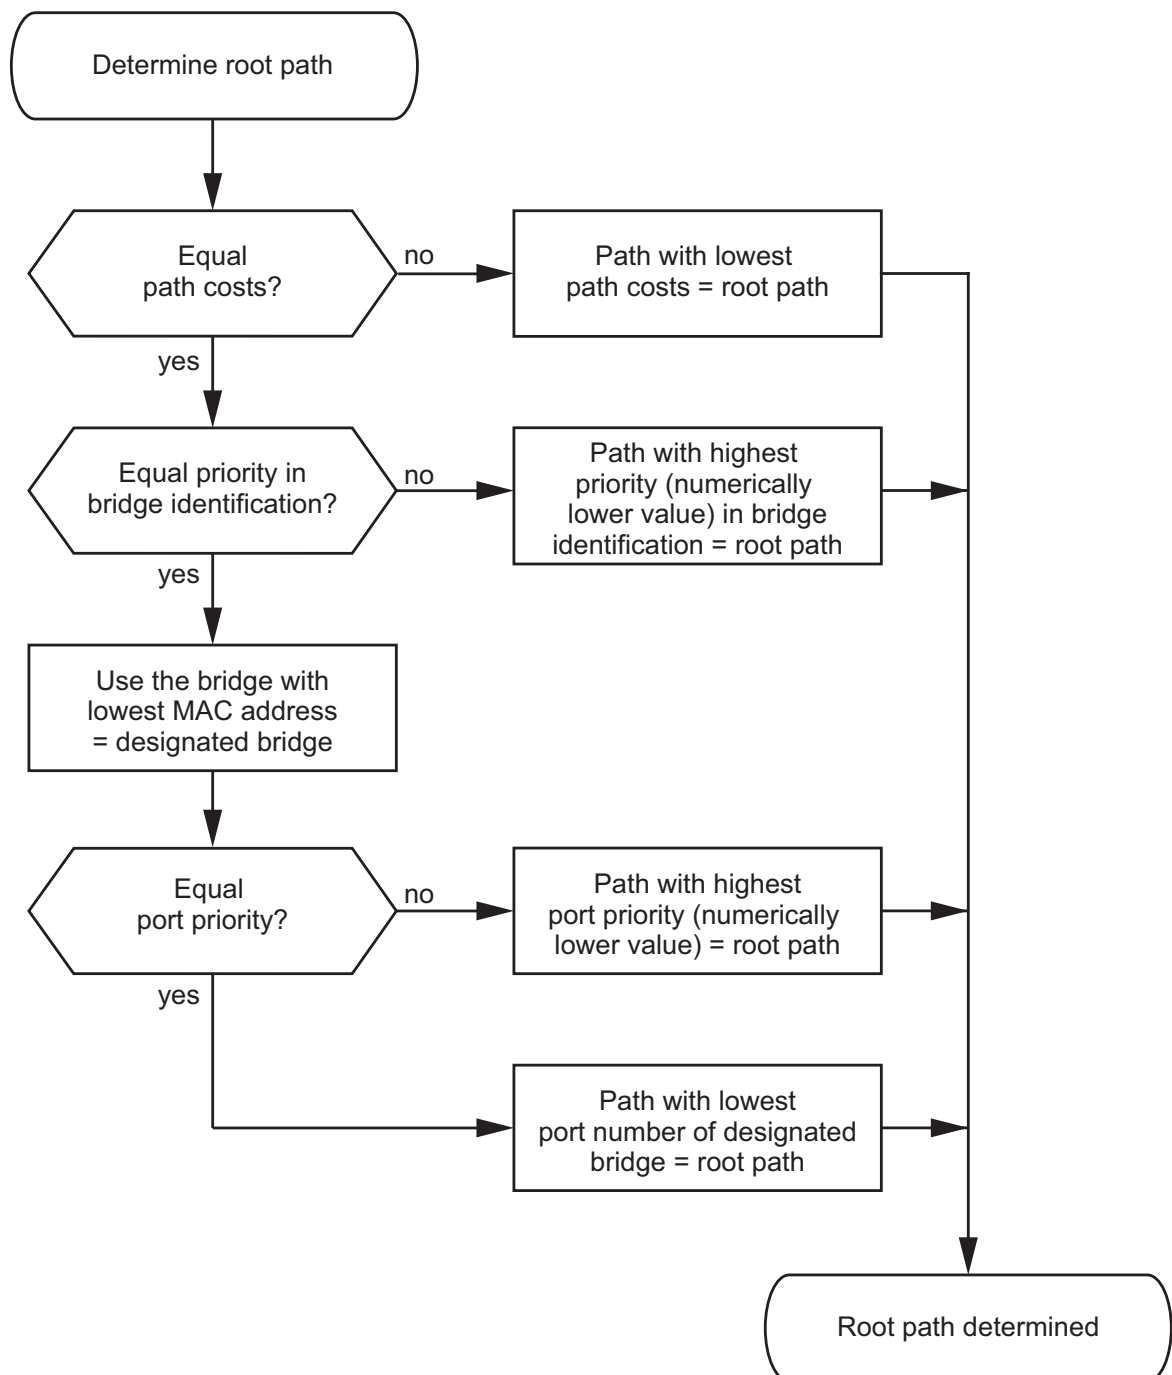 Determine root path
Equal
path costs?
no
Path with lowest
path costs = root path
yes
Equal priority in
bridge identification?
no
Path with highest
priority (numerically
lower value) in bridge
identification = root path
yes
Use the bridge with
lowest MAC address
= designated bridge
Equal
port priority?
no
Path with highest
port priority (numerically
lower value) = root path
yes
Path with lowest
port number of designated
bridge = root path
Root path determined